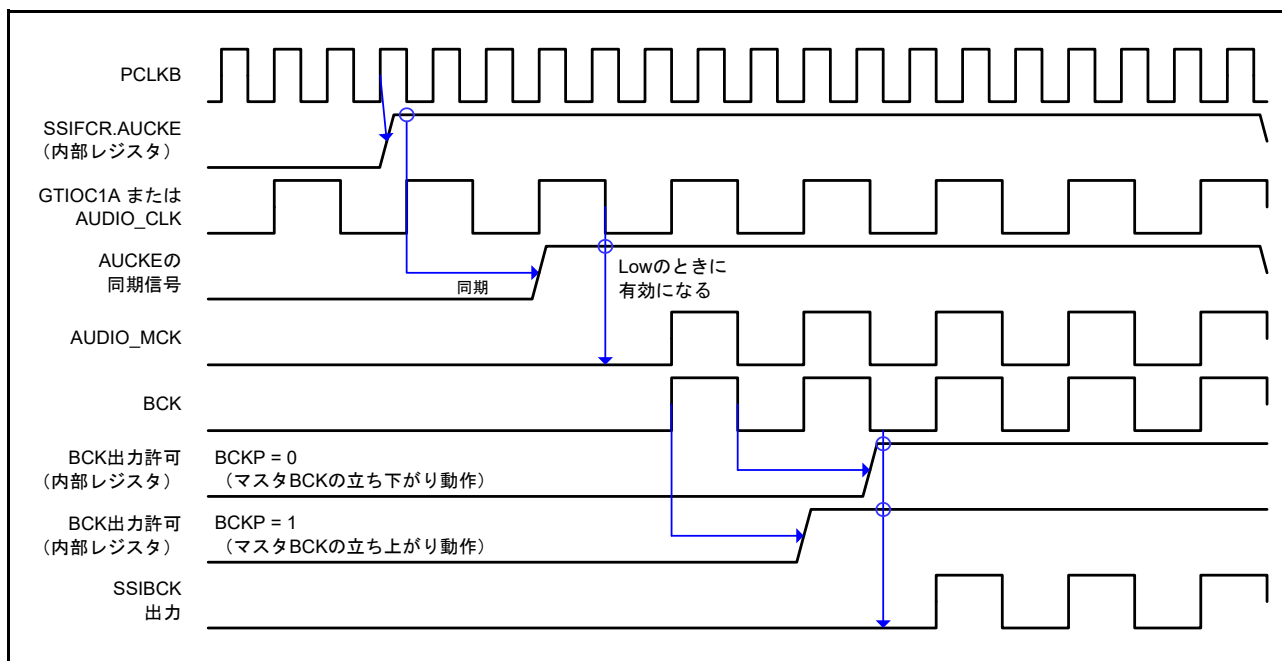 PCLKB
SSIFCR.AUCKE
（内部レジスタ）
GTIOC1A または
AUDIO_CLK
AUCKEの
同期信号
同期
Lowのときに
有効になる
AUDIO_MCK
BCK
BCK出力許可
（内部レジスタ）
BCKP = 0
（マスタBCKの立ち下がり動作）
BCK出力許可
（内部レジスタ）
BCKP = 1
（マスタBCKの立ち上がり動作）
SSIBCK
出力